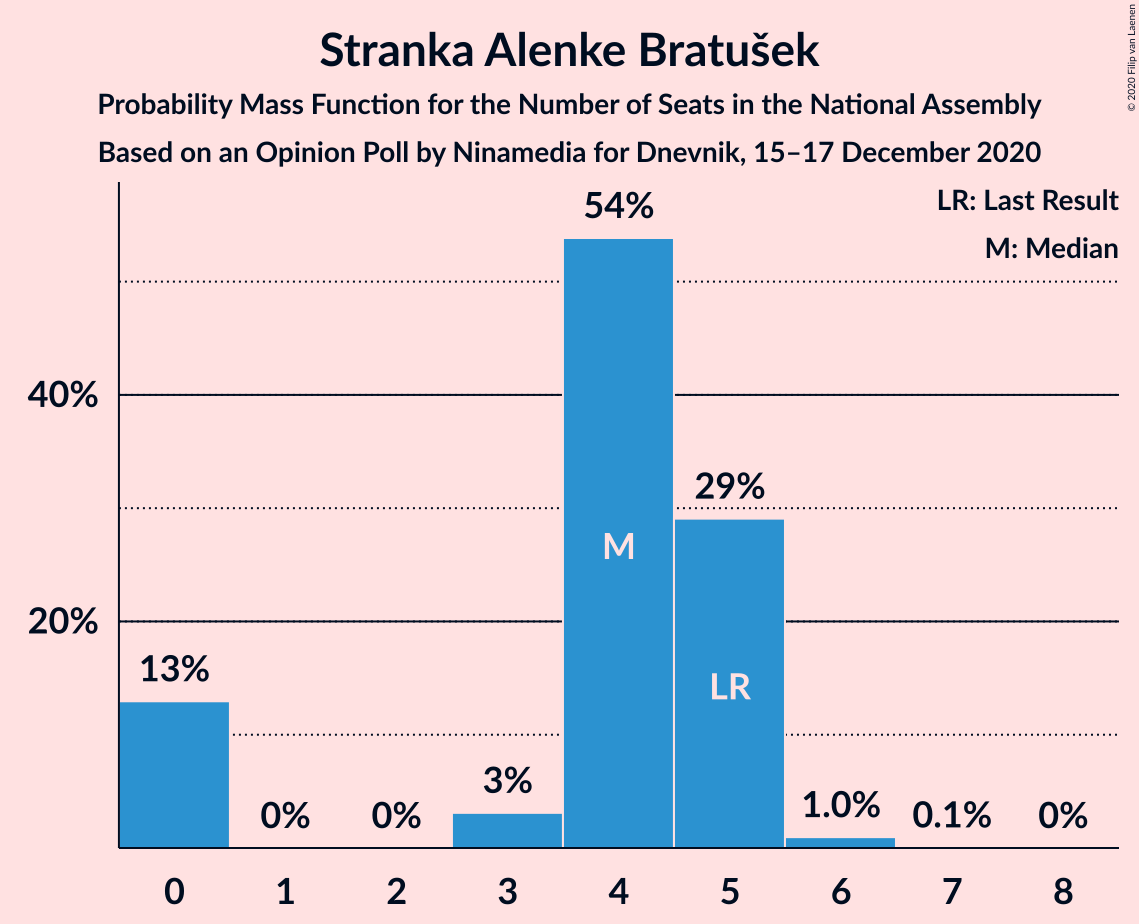 Stranka Alenke Bratušek
Probability Mass Function for the Number of Seats in the National Assembly
Based on an Opinion Poll by Ninamedia for Dnevnik, 15–17 December 2020
© 2020 Filip van Laenen
LR: Last Result
M: Median
54%
40%
29%
M
20%
13%
LR
3%
1.0%
0%
0%
0.1%
0%
0 1 2 3 4 5 6 7 8